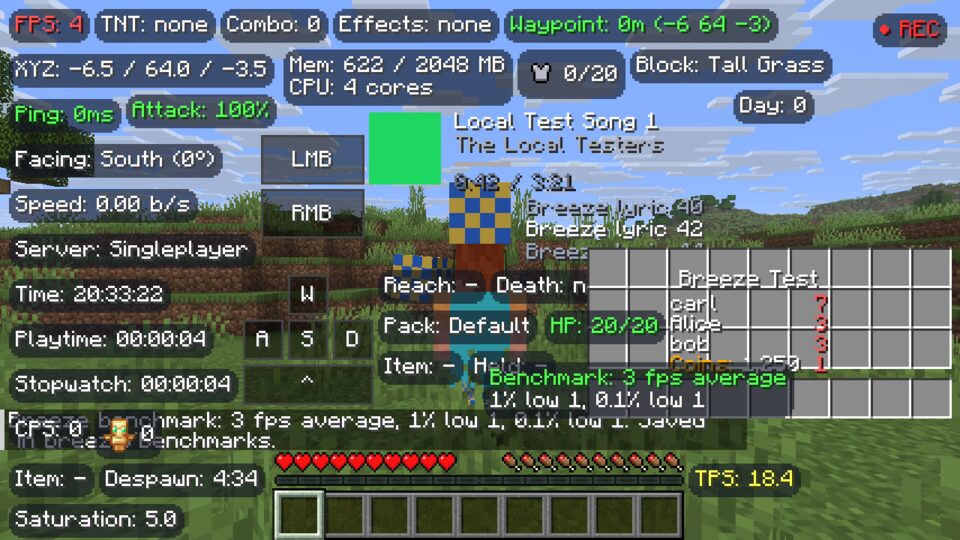 FPS: 4
TNT: none
Combo: 0
Effects: none
Waypoint: 0m (-6 64 -3)
REC
XYZ: -6.5 / 64.0 / -3.5
Mem: 622 / 2048 MB
CPU: 4 cores
0/20
Block: Tall Grass
Ping: 0ms
Attack: 100%
Day: 0
Local Test Song 1
The Local Testers
0:42 / 3:21
Facing: South (0°)
LMB
RMB
Speed: 0.00 b/s
Breeze lyric 40
Breeze lyric 42
Breeze
Server: Singleplayer
Time: 20:33:22
W
A
S
D
^
Reach: -
Death: n
Breeze Test
carl 7
Alice 3
bob 3
Coins: 1,250 1
Pack: Default
HP: 20/20
Playtime: 00:00:04
Item: -
Held: -
Stopwatch: 00:00:04
Benchmark: 3 fps average
1% low 1, 0.1% low 1
Breeze benchmark: 3 fps average, 1% low 1, 0.1% low 1. Saved
in Breeze benchmarks.
CPS: 0
0
Item: -
Despawn: 4:34
TPS: 18.4
Saturation: 5.0